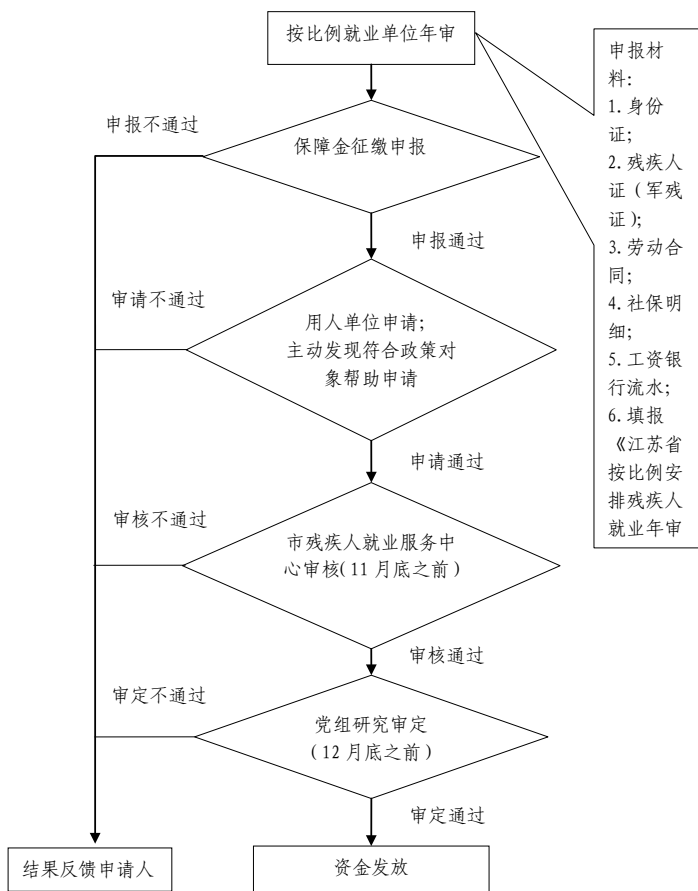 按比例就业单位年审
申报材
料：
1.身份
证；
2.残疾人
证（军残
证）；
3.劳动合
同；
4.社保明
细；
5.工资银
行流水；
6.填报
《江苏省
按比例安
排残疾人
就业年审
申报不通过
保障金征缴申报
申报通过
审请不通过
用人单位申请；
主动发现符合政策对
象帮助申请
申请通过
审核不通过
市残疾人就业服务中
心审核(11月底之前)
审核通过
审定不通过
党组研究审定
(12月底之前)
审定通过
结果反馈申请人
资金发放